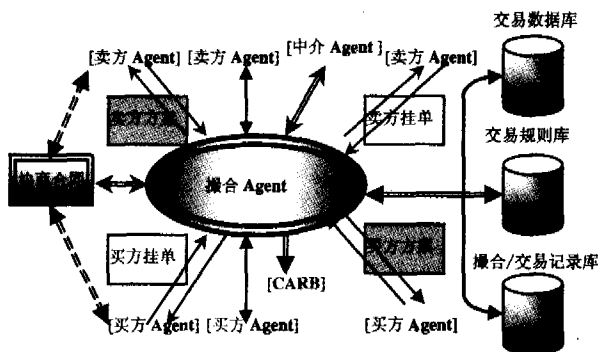 交易数据库
[中介 Agent ]
[卖方 Agent]
[卖方 Agent]
[卖方 Agent]
卖方方案
卖方挂单
交易规则库
撮合 Agent
买方挂单
买方方案
撮合/交易记录库
[CARB]
[买方 Agent]
[买方 Agent]
[买方 Agent]